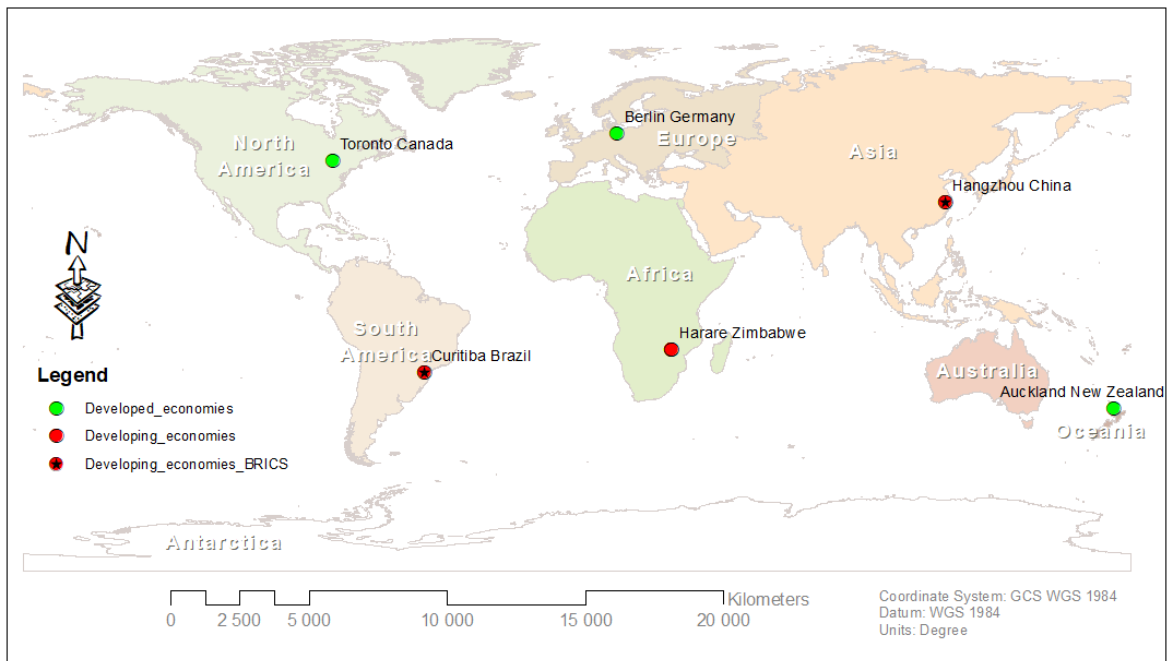 Berlin Germany
Europe
Toronto Canada
North
America
Asia
Hangzhou China
N
Africa
South
America
Curitiba Brazil
Harare Zimbabwe
Australia
Auckland New Zealand
Oceania
Legend
Developed_economies
Developing_economies
Developing_economies_BRICS
Antarctica
Kilometers
0 2 500 5 000 10 000 15 000 20 000
Coordinate System: GCS WGS 1984
Datum: WGS 1984
Units: Degree